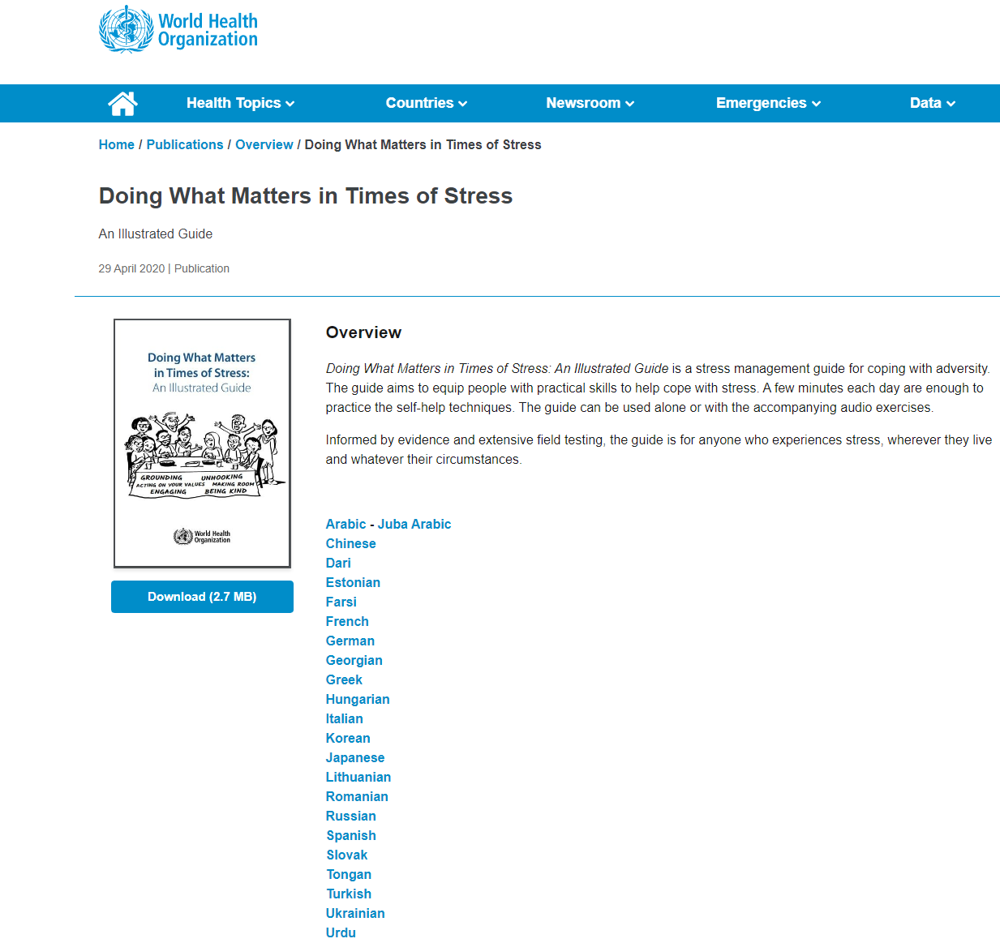 World Health
Organization
Health Topics
Countries
Newsroom
Emergencies
Data
Home / Publications / Overview / Doing What Matters in Times of Stress
Doing What Matters in Times of Stress
An Illustrated Guide
29 April 2020 | Publication
Doing What Matters
in Times of Stress:
An Illustrated Guide
GROUNDING UNHOOKING
ACTING ON YOUR VALUES MAKING ROOM
ENGAGING BEING KIND
World Health
Organization
Download (2.7 MB)
Overview
Doing What Matters in Times of Stress: An Illustrated Guide is a stress management guide for coping with adversity.
The guide aims to equip people with practical skills to help cope with stress. A few minutes each day are enough to
practice the self-help techniques. The guide can be used alone or with the accompanying audio exercises.
Informed by evidence and extensive field testing, the guide is for anyone who experiences stress, wherever they live
and whatever their circumstances.
Arabic - Juba Arabic
Chinese
Dari
Estonian
Farsi
French
German
Georgian
Greek
Hungarian
Italian
Korean
Japanese
Lithuanian
Romanian
Russian
Spanish
Slovak
Tongan
Turkish
Ukrainian
Urdu